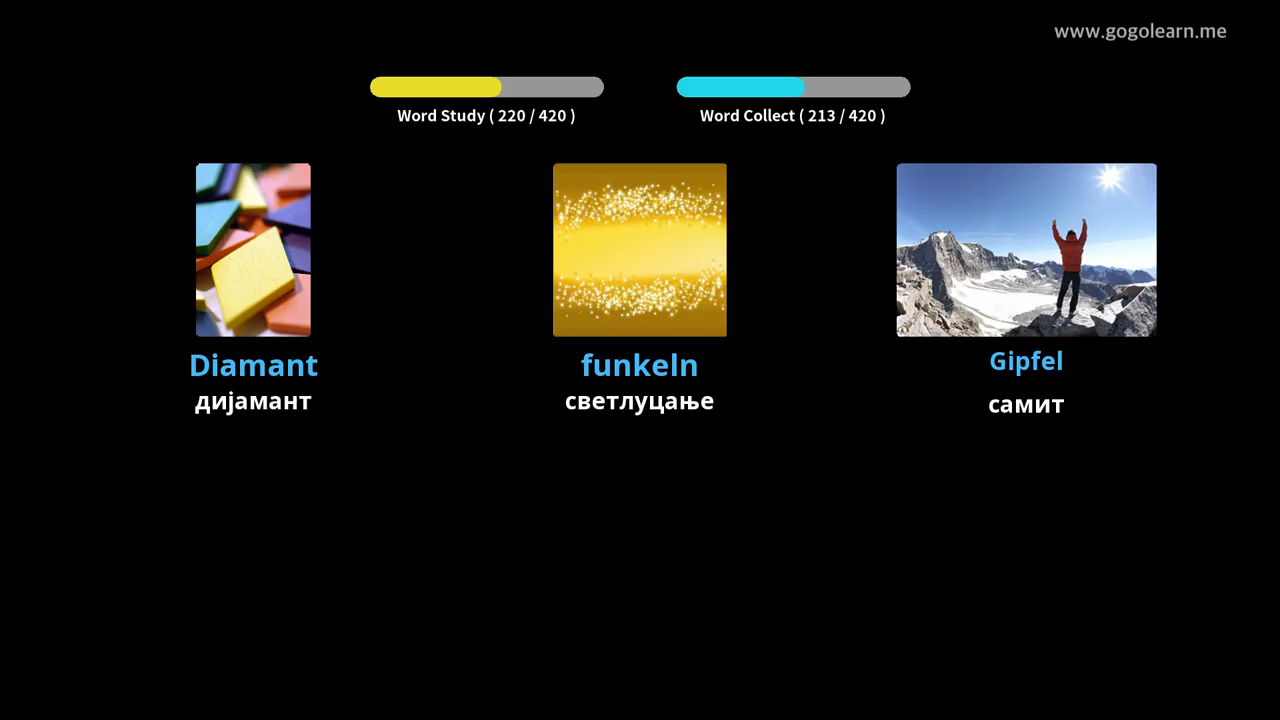 www.gogolearn.me
Word Study ( 220 / 420 )
Word Collect ( 213 / 420 )
Diamant
дијамант
funkeln
светлуцање
Gipfel
самит